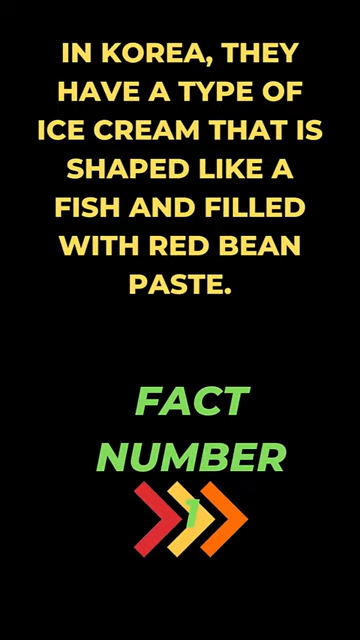 IN KOREA, THEY
HAVE A TYPE OF
ICE CREAM THAT IS
SHAPED LIKE A
FISH AND FILLED
WITH RED BEAN
PASTE.
FACT
NUMBER
1